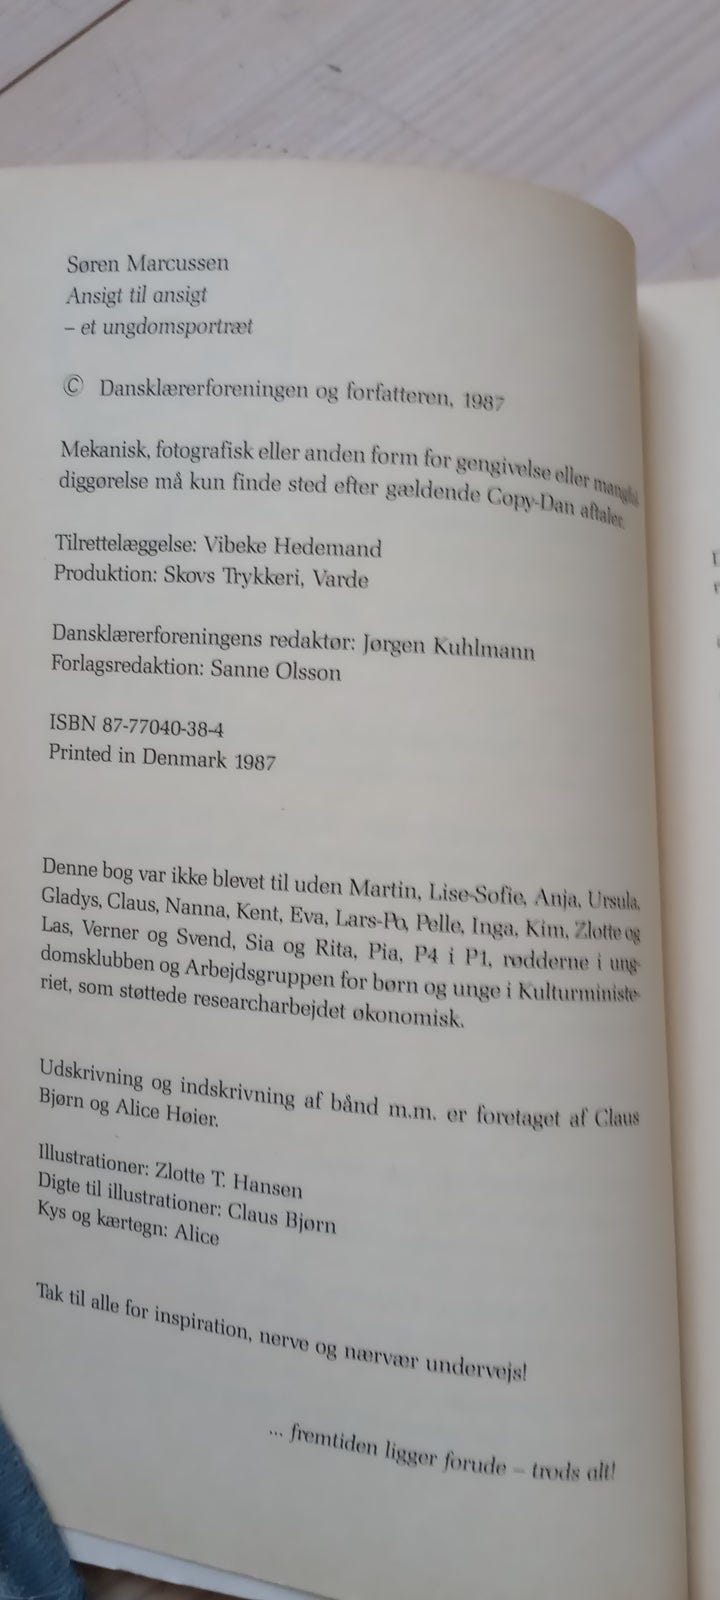 Søren Marcussen
Ansigt til ansigt
– et ungdomsportræt
© Dansklærerforeningen og forfatteren, 1987
Mekanisk, fotografisk eller anden form for gengivelse eller mangfol-
diggørelse må kun finde sted efter gældende Copy-Dan aftaler.
Tilrettelæggelse: Vibeke Hedemand
Produktion: Skovs Trykkeri, Varde
Dansklærerforeningens redaktør: Jørgen Kuhlmann
Forlagsredaktion: Sanne Olsson
ISBN 87-77040-38-4
Printed in Denmark 1987
Denne bog var ikke blevet til uden Martin, Lise-Sofie, Anja, Ursula,
Gladys, Claus, Nanna, Kent, Eva, Lars-Po, Pelle, Inga, Kim, Zlotte og
Las, Verner og Svend, Sia og Rita, Pia, P4 i P1, rødderne i ung-
domsklubben og Arbejdsgruppen for børn og unge i Kulturministe-
riet, som støttede researcharbejdet økonomisk.
Udskrivning og indskrivning af bånd m.m. er foretaget af Claus
Bjørn og Alice Høier.
Illustrationer: Zlotte T. Hansen
Digte til illustrationer: Claus Bjørn
Kys og kærtegn: Alice
Tak til alle for inspiration, nerve og nærvær undervejs!
... fremtiden ligger forude – trods alt!